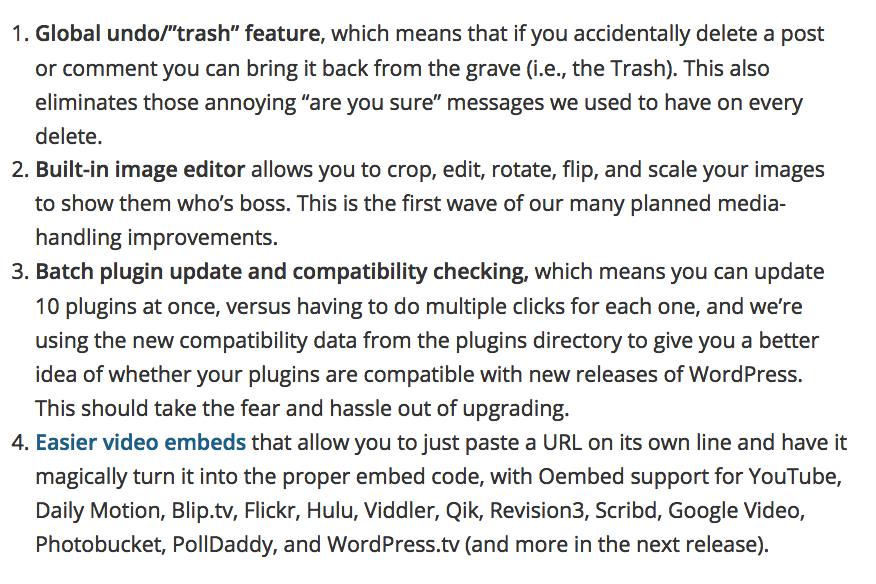 1. Global undo/”trash” feature, which means that if you accidentally delete a post
or comment you can bring it back from the grave (i.e., the Trash). This also
eliminates those annoying “are you sure” messages we used to have on every
delete.
2. Built-in image editor allows you to crop, edit, rotate, flip, and scale your images
to show them who’s boss. This is the first wave of our many planned media-
handling improvements.
3. Batch plugin update and compatibility checking, which means you can update
10 plugins at once, versus having to do multiple clicks for each one, and we’re
using the new compatibility data from the plugins directory to give you a better
idea of whether your plugins are compatible with new releases of WordPress.
This should take the fear and hassle out of upgrading.
4. Easier video embeds that allow you to just paste a URL on its own line and have it
magically turn it into the proper embed code, with Oembed support for YouTube,
Daily Motion, Blip.tv, Flickr, Hulu, Viddler, Qik, Revision3, Scribd, Google Video,
Photobucket, PollDaddy, and WordPress.tv (and more in the next release).